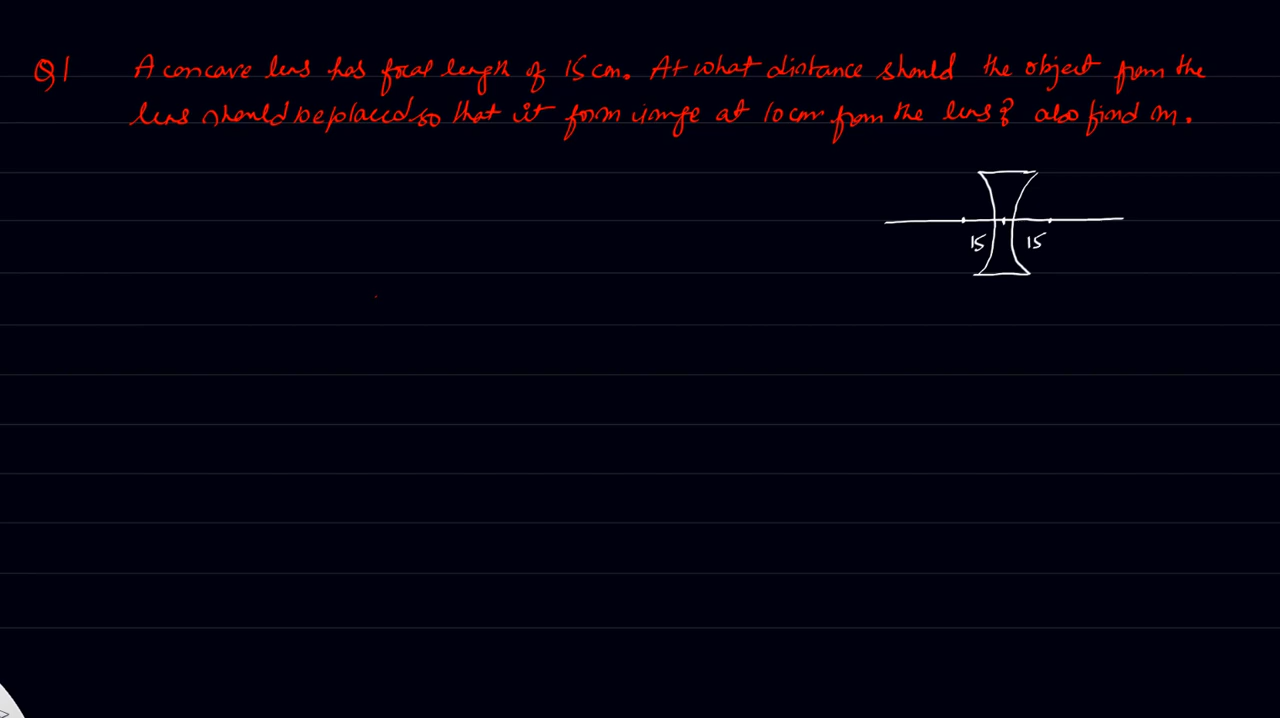 Q1 A concave lens has focal length of 15 cm. At what distance should the object from the
lens should be placed so that it form image at 10 cm from the lens? also find m.
15 15